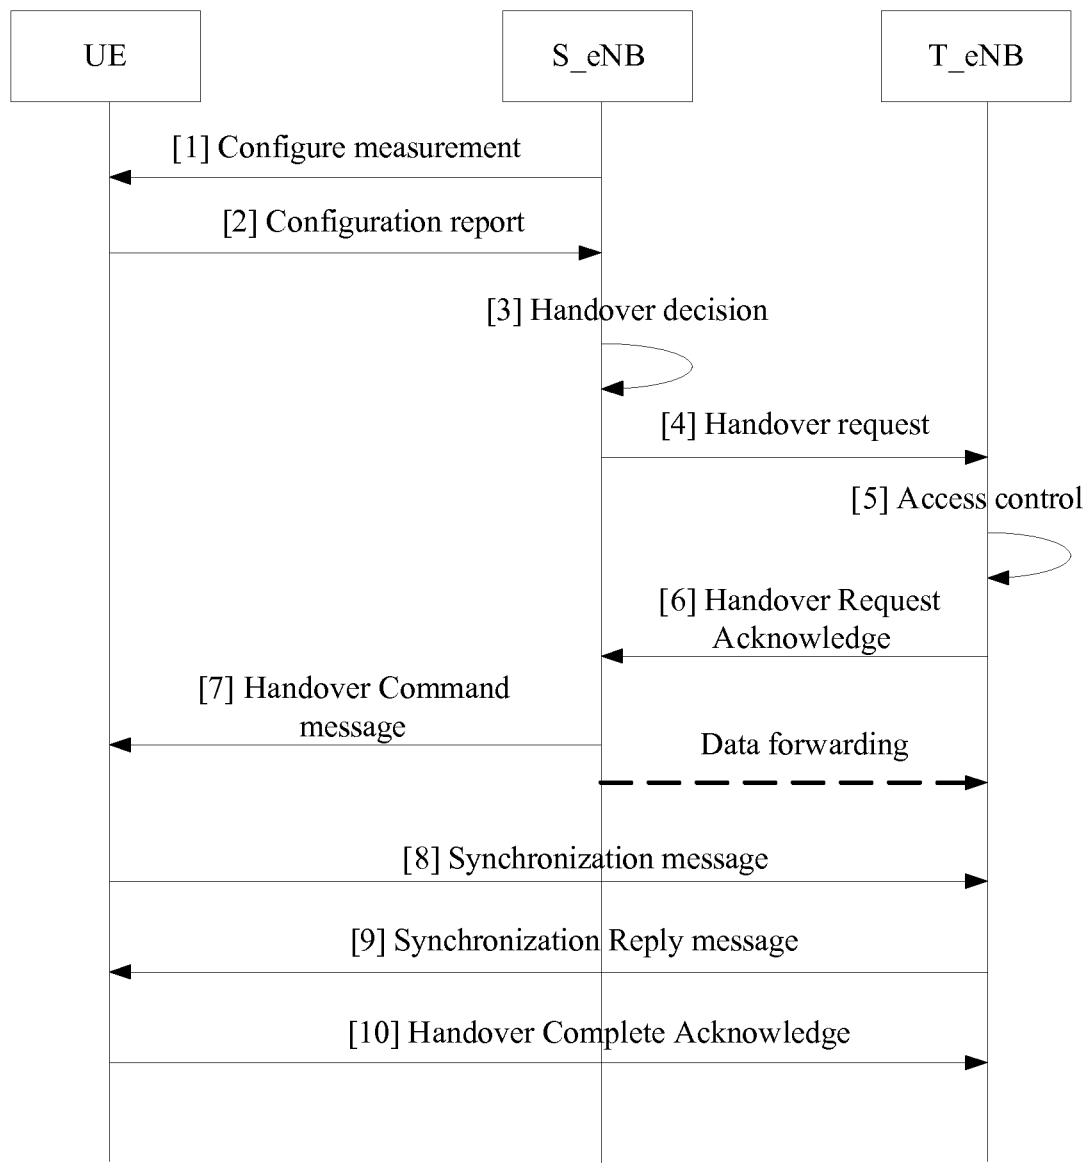 UE
S_eNB
T_eNB
[1] Configure measurement
[2] Configuration report
[3] Handover decision
[4] Handover request
[5] Access control
[6] Handover Request
Acknowledge
[7] Handover Command
message
Data forwarding
[8] Synchronization message
[9] Synchronization Reply message
[10] Handover Complete Acknowledge